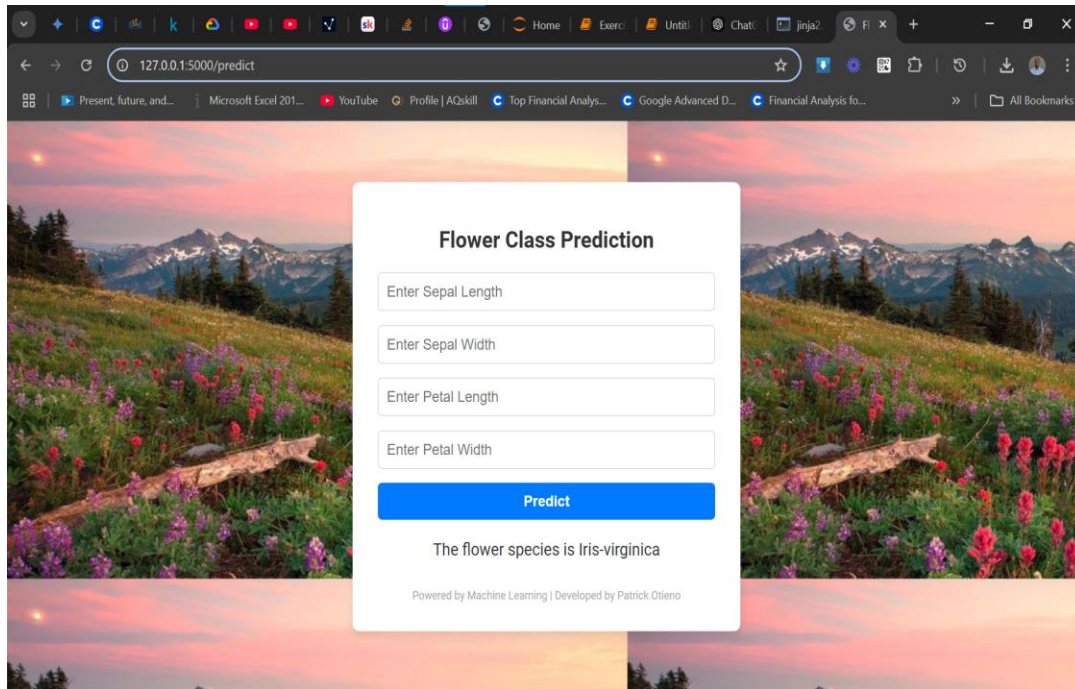 Home
Exerci
Untitl
ChatG
jinja2.
Fl
127.0.0.1:5000/predict
Present, future, and...
Microsoft Excel 201...
YouTube
Profile | AQskill
Top Financial Analys...
Google Advanced D...
Financial Analysis fo...
»
All Bookmarks
Flower Class Prediction
Enter Sepal Length
Enter Sepal Width
Enter Petal Length
Enter Petal Width
Predict
The flower species is Iris-virginica
Powered by Machine Learning | Developed by Patrick Otieno